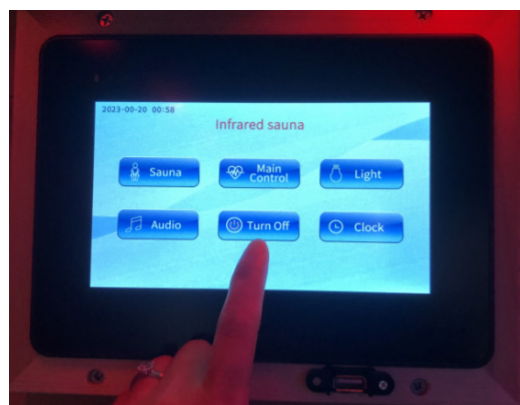 2023-00-20 00:58
Infrared sauna
Sauna
Main
Control
Light
Audio
Turn Off
Clock